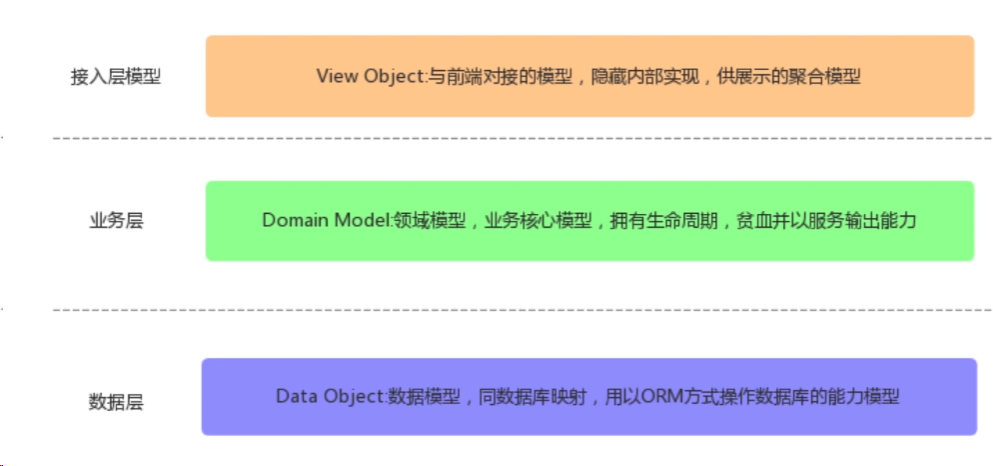 接入层模型
View Object:与前端对接的模型，隐藏内部实现，供展示的聚合模型
业务层
Domain Model:领域模型，业务核心模型，拥有生命周期，贫血并以服务输出能力
数据层
Data Object:数据模型，同数据库映射，用以ORM方式操作数据库的能力模型